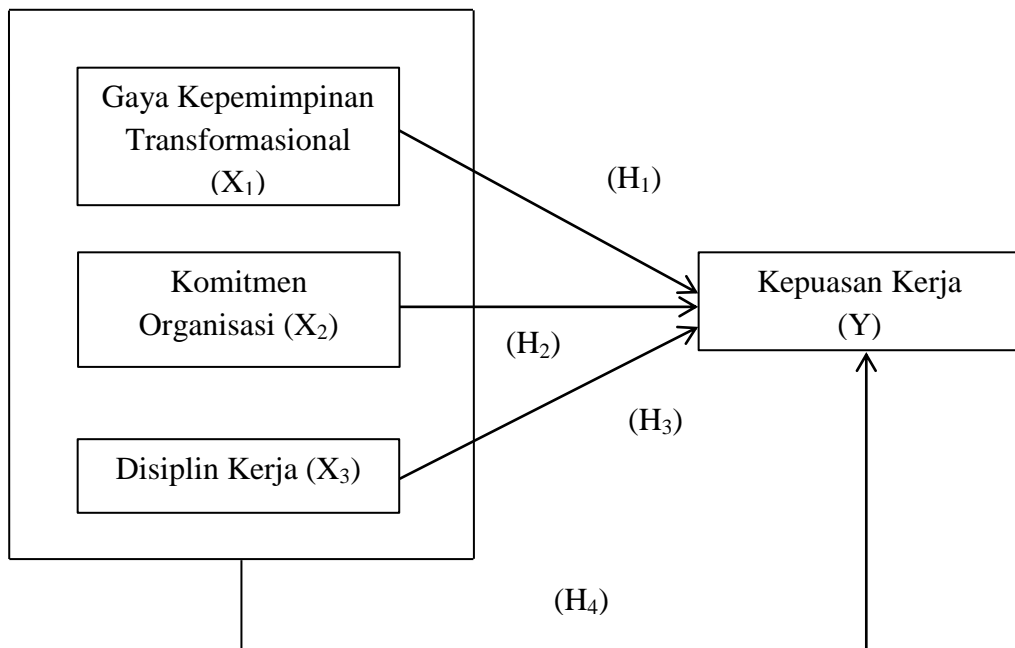 Gaya Kepemimpinan
Transformasional
(X₁)
(H₁)
Komitmen
Organisasi (X₂)
Kepuasan Kerja
(Y)
(H₂)
(H₃)
Disiplin Kerja (X₃)
(H₄)